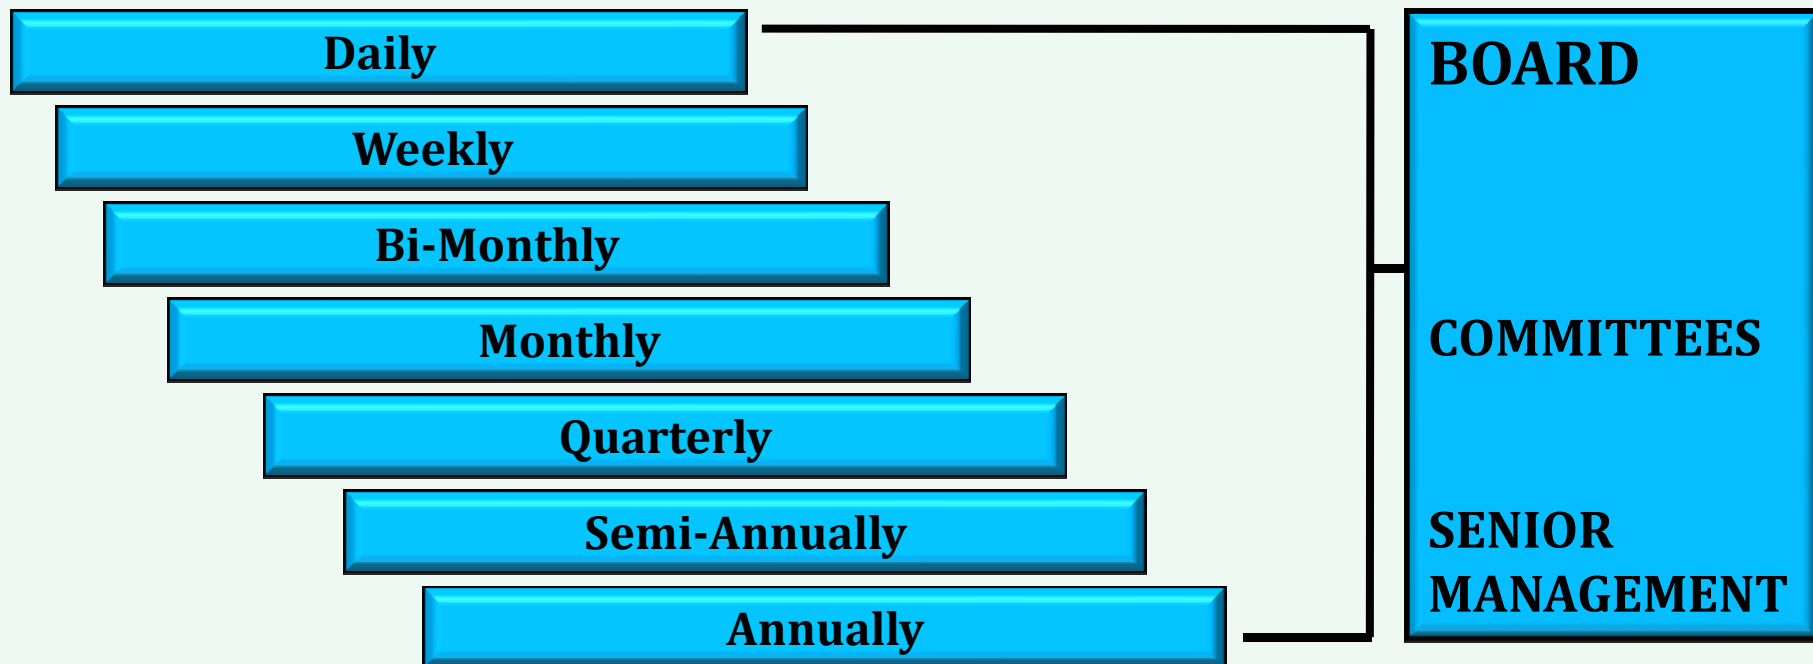 Daily
Weekly
Bi-Monthly
Monthly
Quarterly
Semi-Annually
Annually
BOARD
COMMITTEES
SENIOR
MANAGEMENT